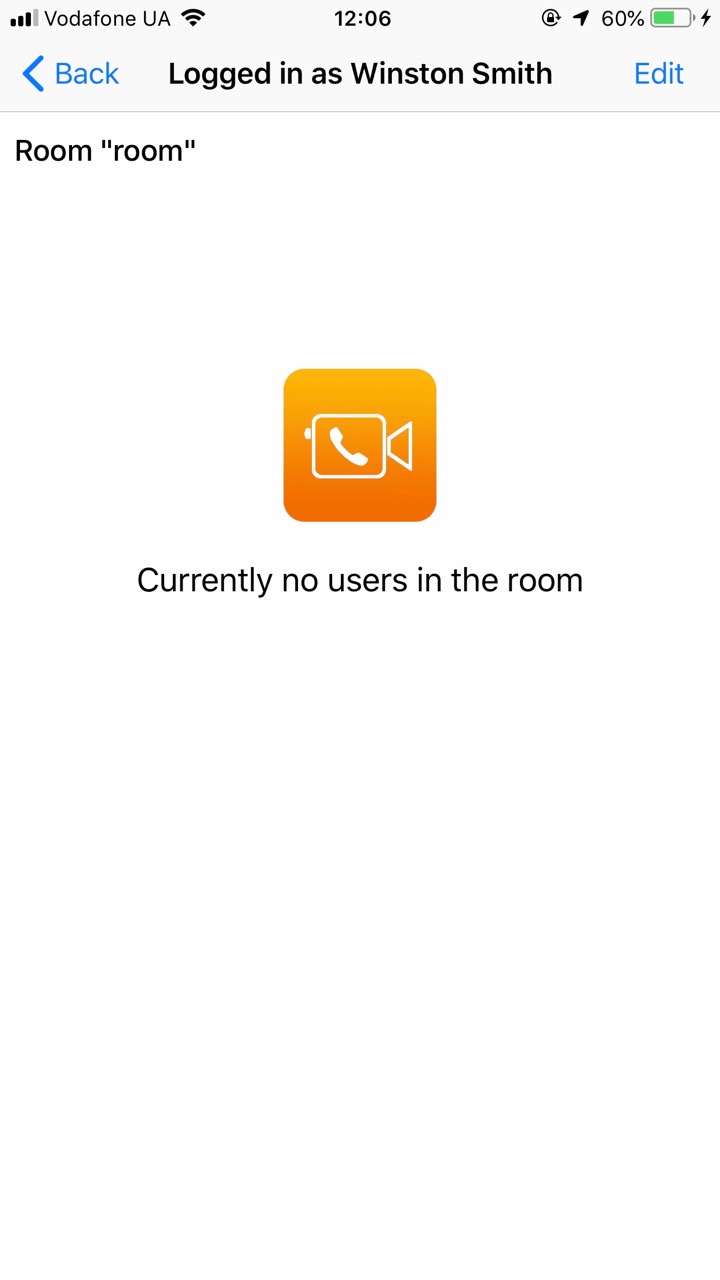 Vodafone UA 12:06 60%
Back Logged in as Winston Smith Edit
Room "room"
Currently no users in the room